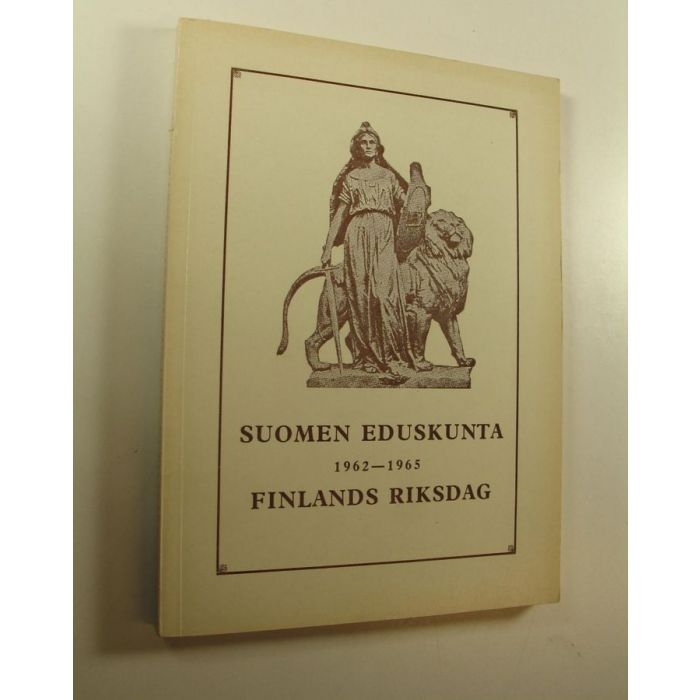 SUOMEN EDUSKUNTA
1962—1965
FINLANDS RIKSDAG